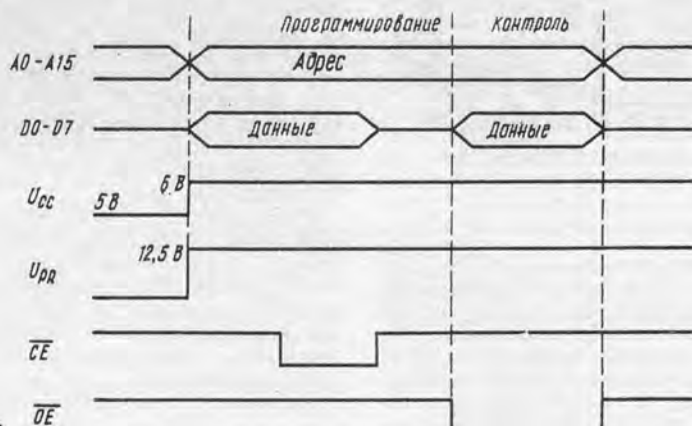 Программирование Контроль
A0-A15 Адрес
D0-D7 Данные Данные
UCC 5 В 6 В
UPR 12,5 В
CE
OE